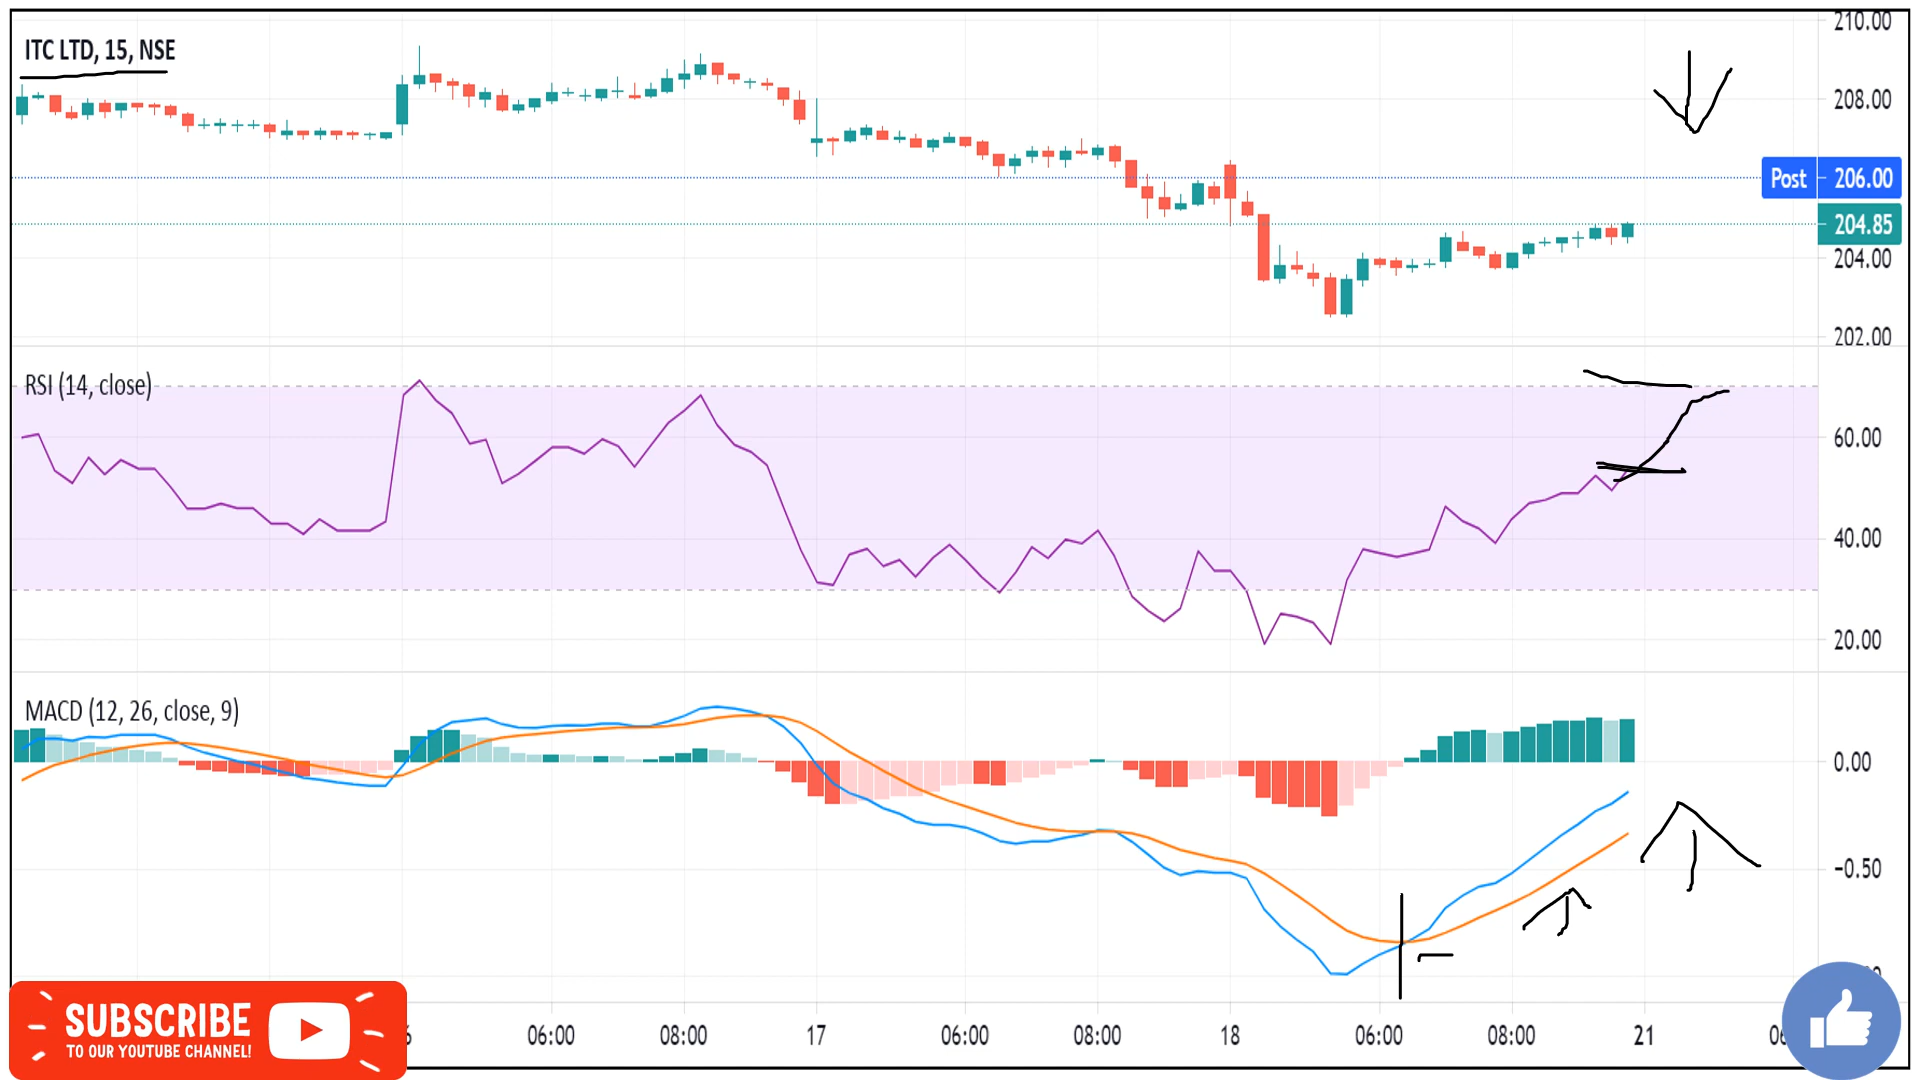 ITC LTD, 15, NSE
210.00
208.00
Post 206.00
204.85
204.00
202.00
RSI (14, close)
60.00
40.00
20.00
MACD (12, 26, close, 9)
0.00
-0.50
06:00 08:00 17 06:00 08:00 18 06:00 08:00 21
SUBSCRIBE
TO OUR YOUTUBE CHANNEL!